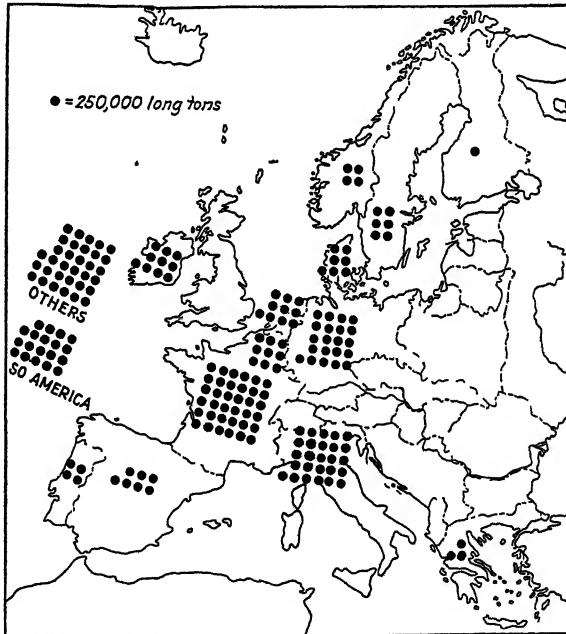 ● = 250,000 long tons
OTHERS
SO AMERICA